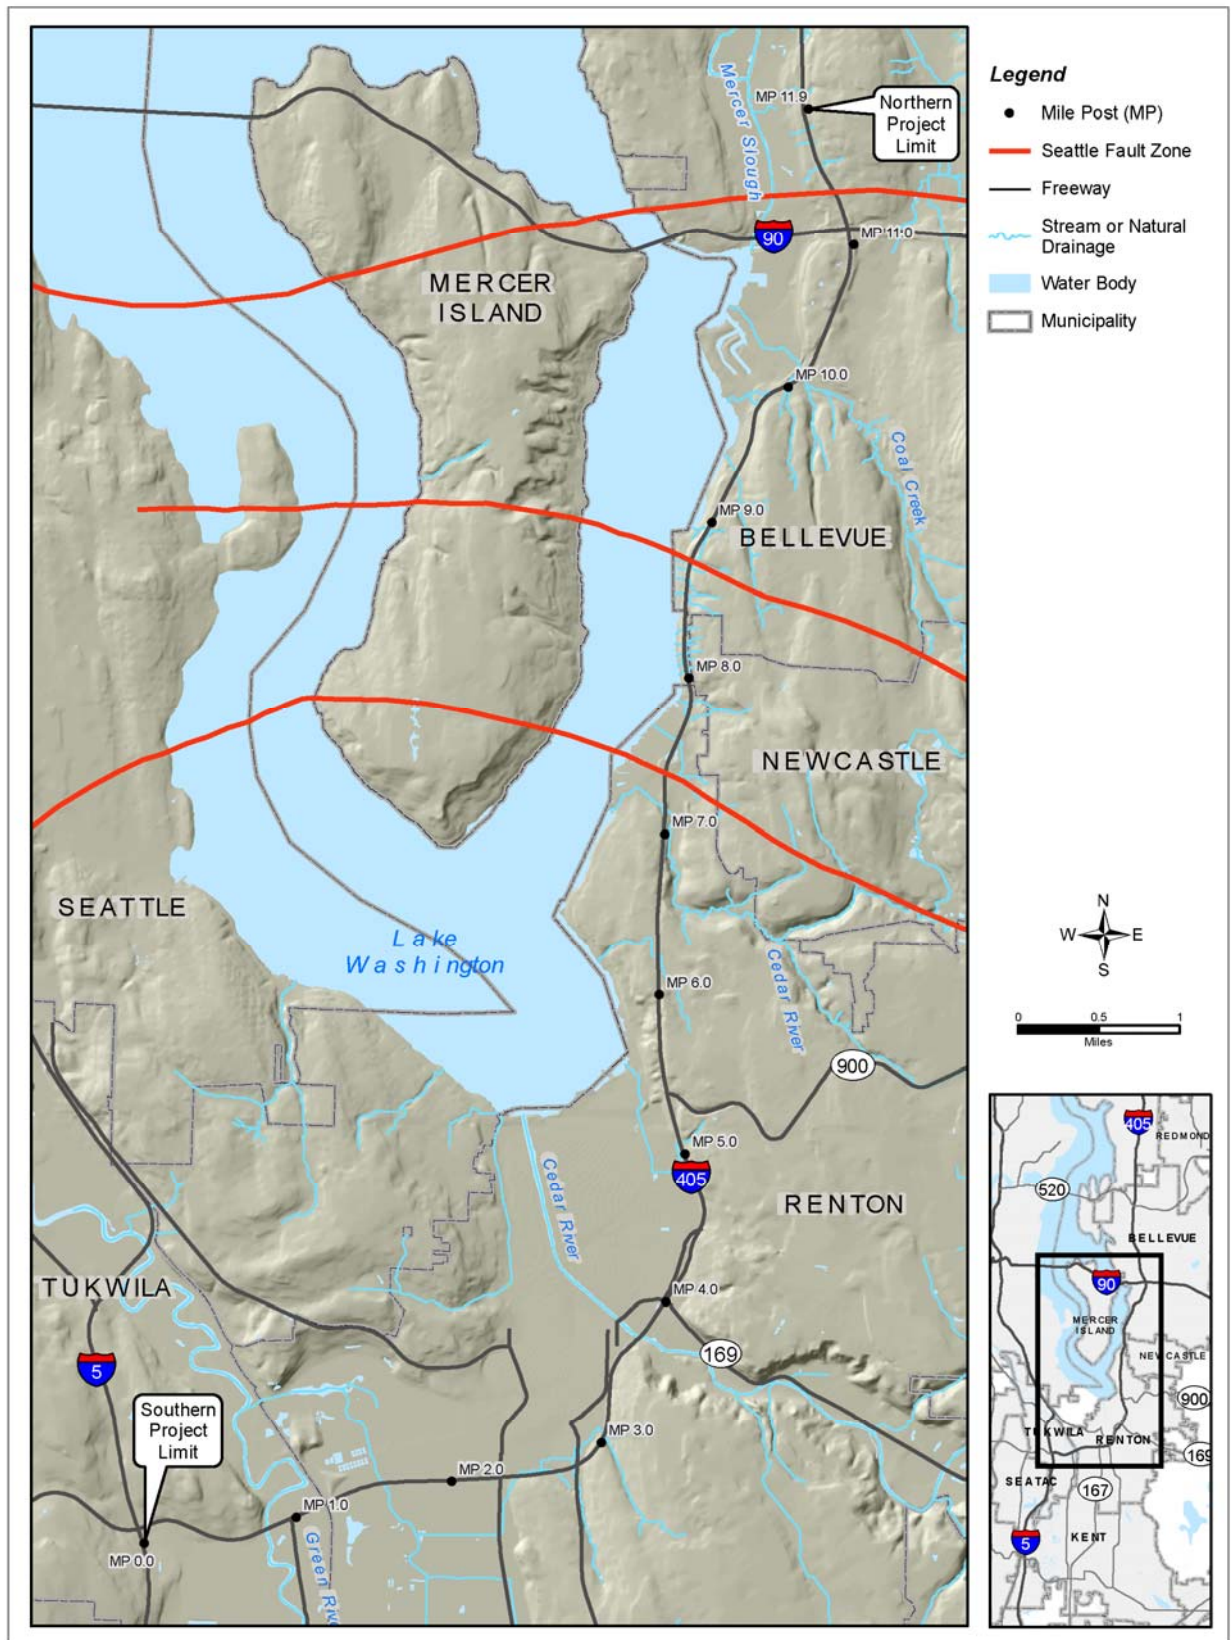 MP 11.9
Northern
Project
Limit
Mercer Slough
90
MP 11.0
MERCER
ISLAND
MP 10.0
Coal Creek
MP 9.0
BELLEVUE
MP 8.0
NEWCASTLE
MP 7.0
SEATTLE
Lake
Washington
MP 6.0
Cedar River
900
MP 5.0
405
Cedar River
RENTON
TUKWILA
MP 4.0
169
5
Southern
Project
Limit
MP 3.0
MP 2.0
MP 1.0
MP 0.0
Green Rive
Legend
Mile Post (MP)
Seattle Fault Zone
Freeway
Stream or Natural
Drainage
Water Body
Municipality
N
W
E
S
0 0.5 1
Miles
405
REDMOND
520
BELLEVUE
90
MERCER
ISLAND
NEWCASTLE
900
TUKWILA
RENTON
169
SEATAC
167
KENT
5